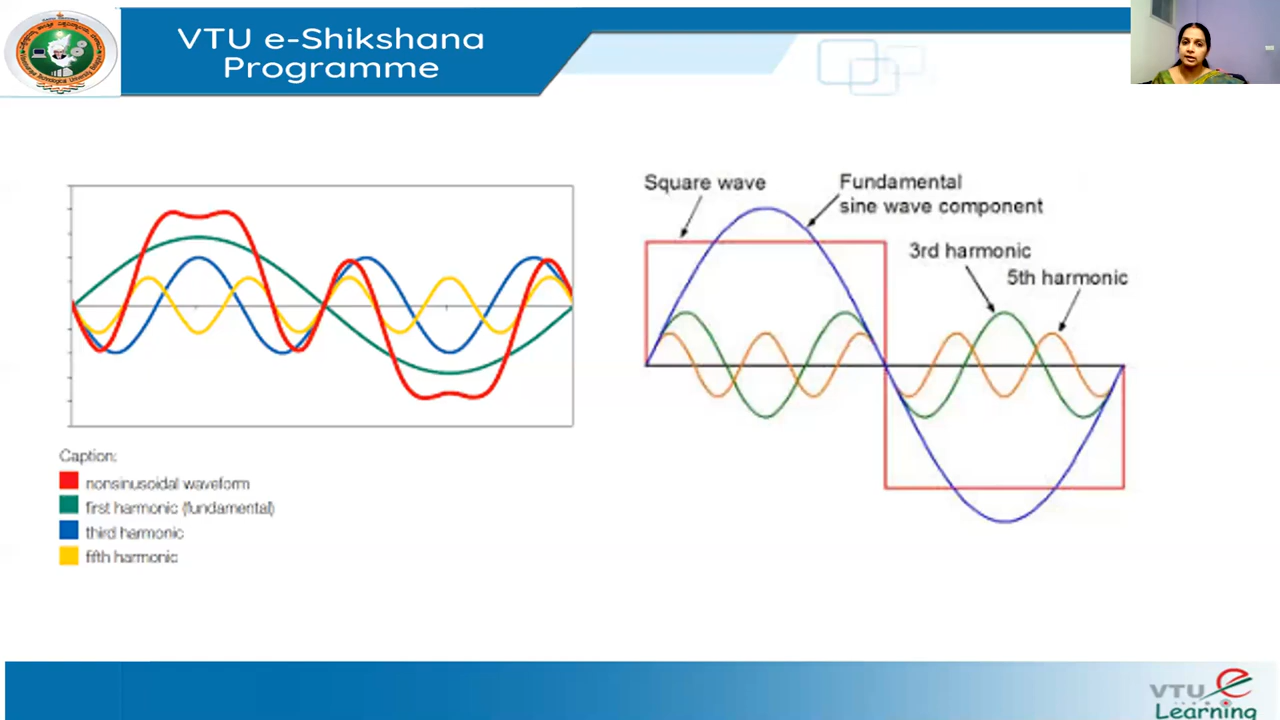 VTU e-Shikshana
Programme
Square wave
Fundamental
sine wave component
3rd harmonic
5th harmonic
Caption:
nonsinusoidal waveform
first harmonic (fundamental)
third harmonic
fifth harmonic
VTU e
Learning